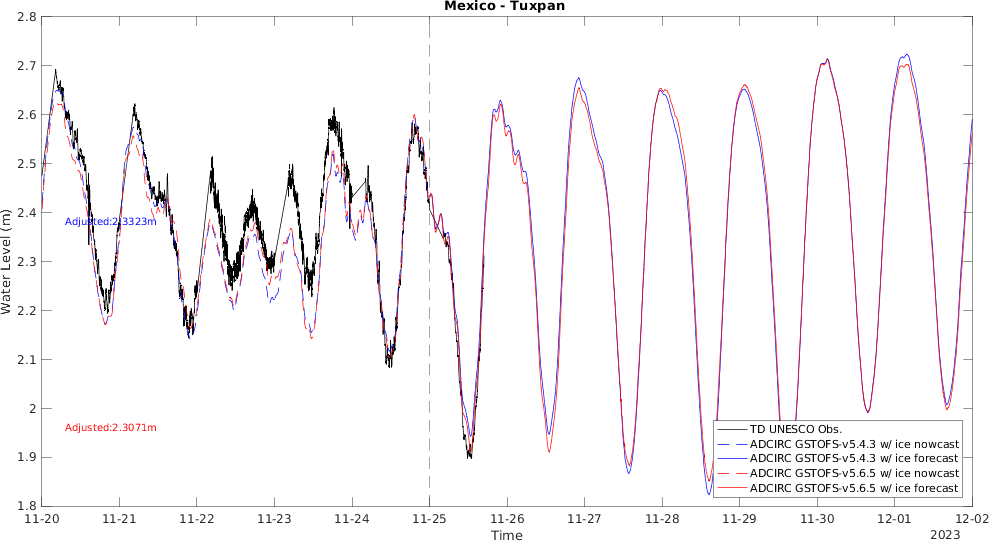 Mexico - Tuxpan
2.8
2.7
2.6
2.5
2.4
2.3
2.2
2.1
2
1.9
1.8
Water Level (m)
Adjusted:2.3323m
Adjusted:2.3071m
TD UNESCO Obs.
ADCIRC GSTOFS-v5.4.3 w/ ice nowcast
ADCIRC GSTOFS-v5.4.3 w/ ice forecast
ADCIRC GSTOFS-v5.6.5 w/ ice nowcast
ADCIRC GSTOFS-v5.6.5 w/ ice forecast
11-20 11-21 11-22 11-23 11-24 11-25 11-26 11-27 11-28 11-29 11-30 12-01 12-02
Time
2023